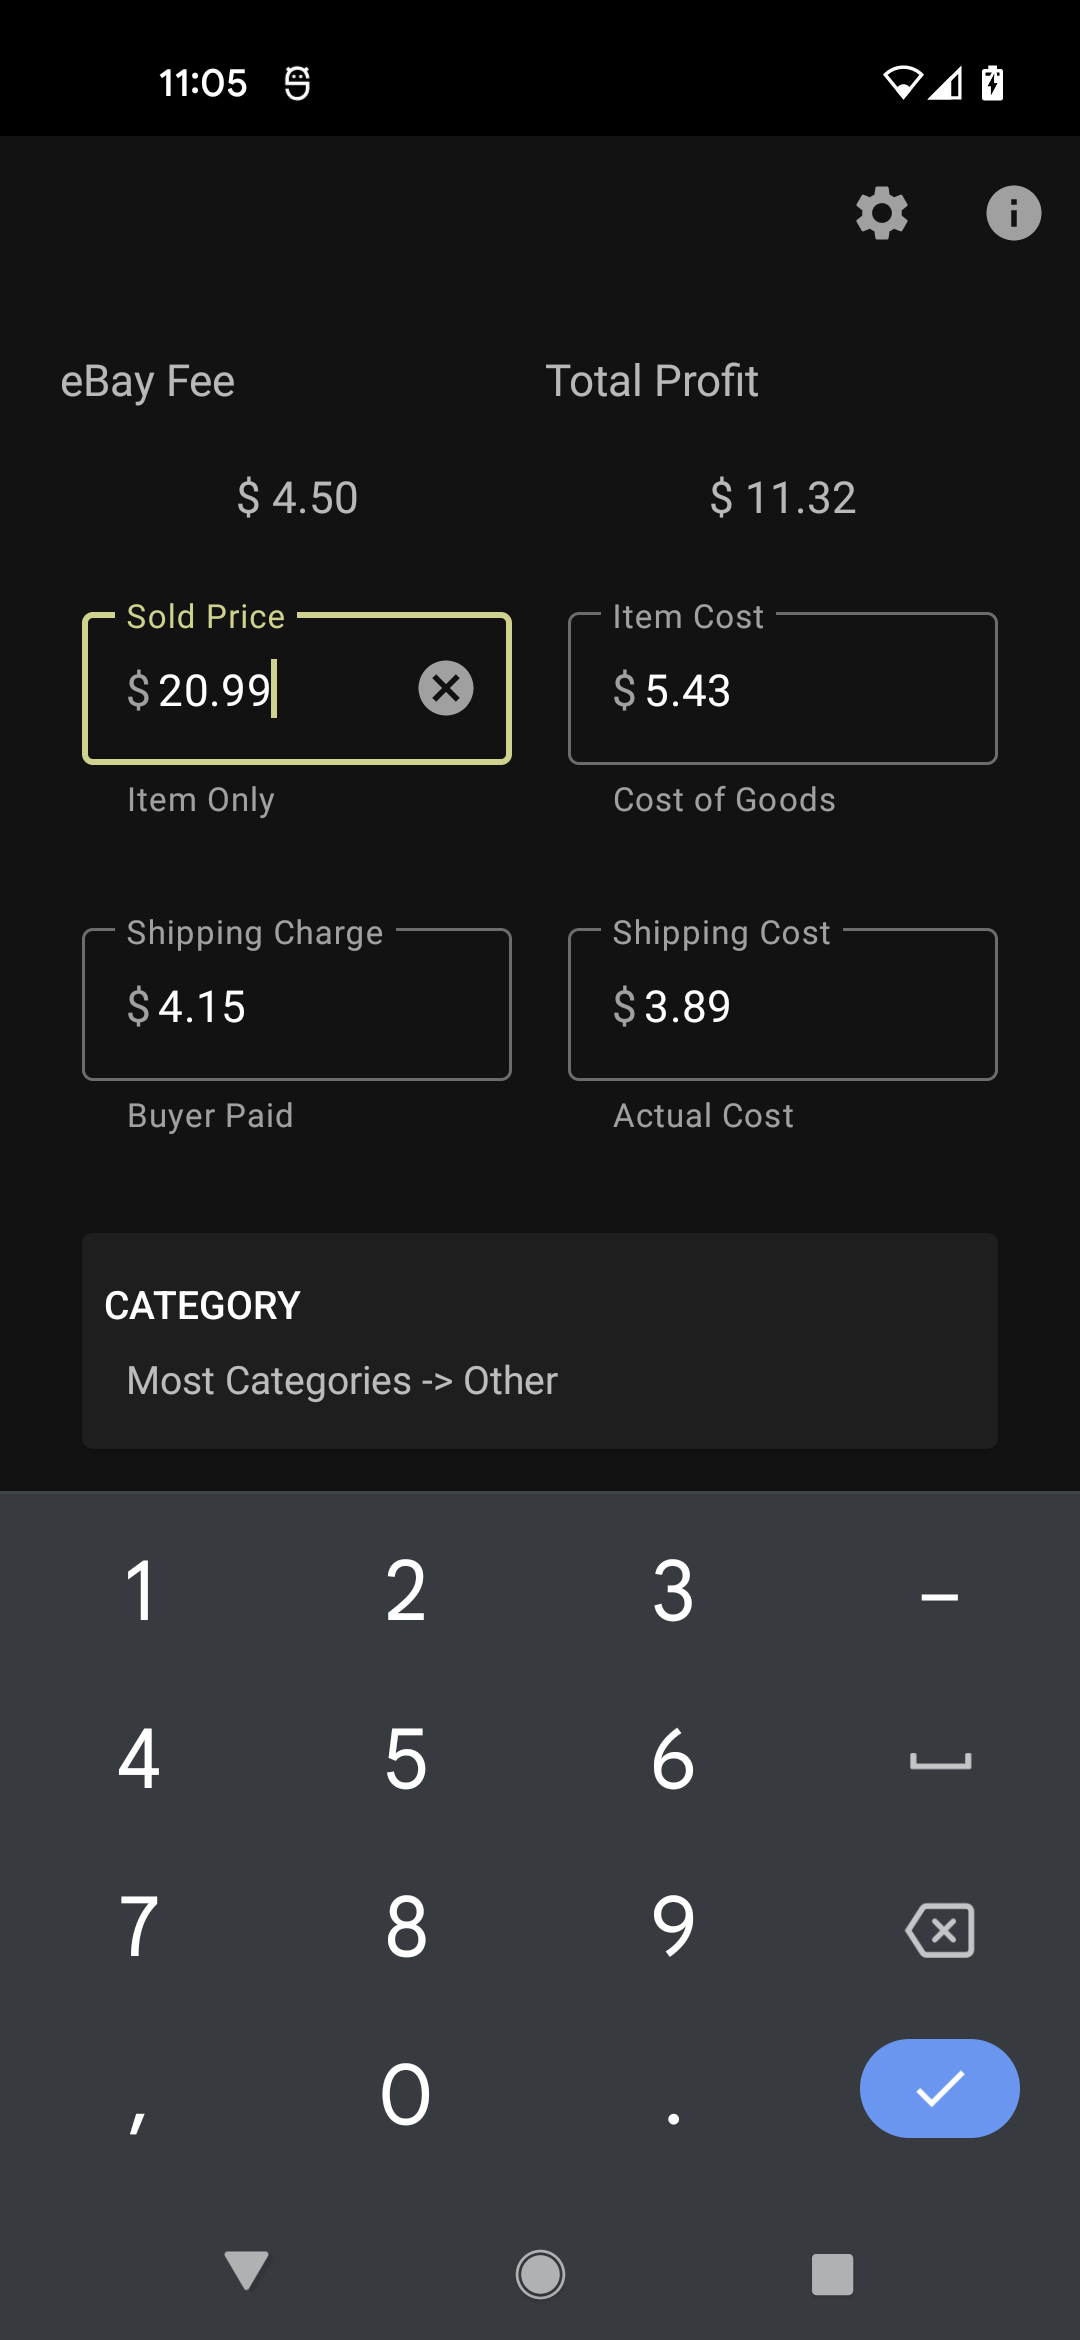 11:05
eBay Fee
Total Profit
$ 4.50
$ 11.32
Sold Price
Item Cost
$ 20.99
$ 5.43
Item Only
Cost of Goods
Shipping Charge
Shipping Cost
$ 4.15
$ 3.89
Buyer Paid
Actual Cost
CATEGORY
Most Categories -> Other
1 2 3 –
4 5 6
7 8 9
, 0 .